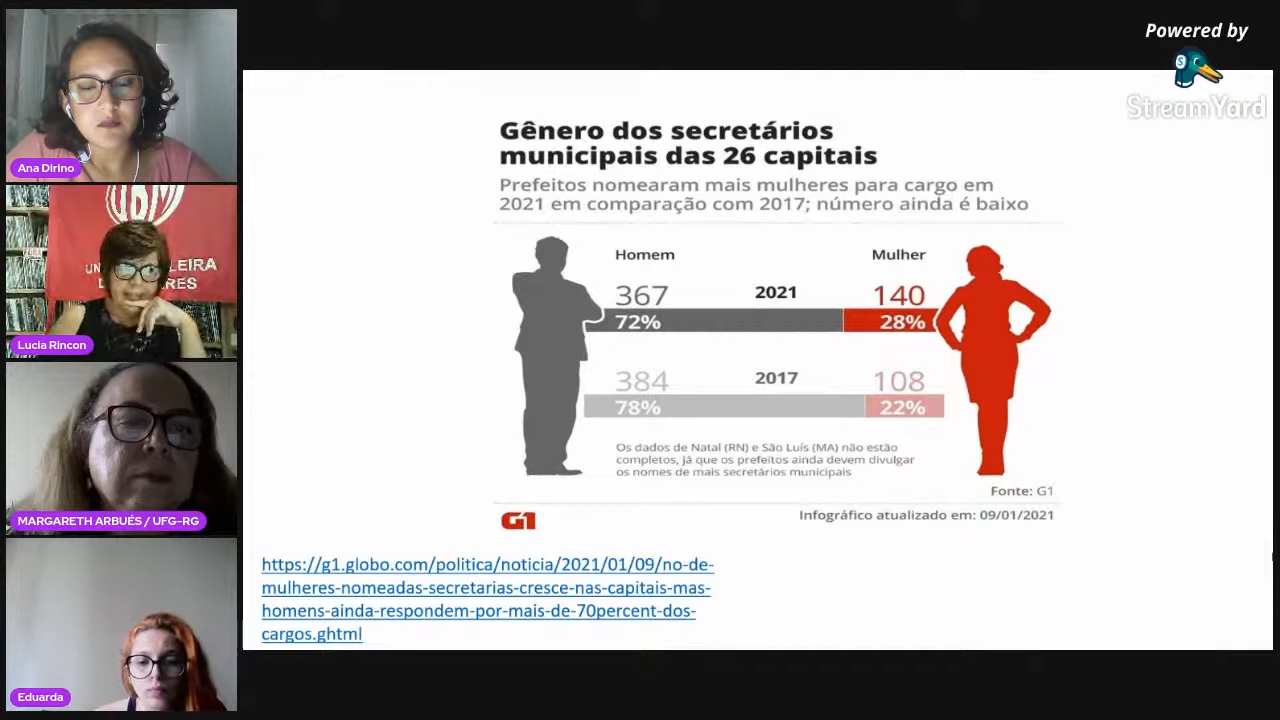 Powered by
StreamYard
Ana Dirino
Lucia Rincon
MARGARETH ARBUÉS / UFG-RG
Eduarda
Gênero dos secretários
municipais das 26 capitais
Prefeitos nomearam mais mulheres para cargo em
2021 em comparação com 2017; número ainda é baixo
Homem Mulher
367 2021 140
72% 28%
384 2017 108
78% 22%
Os dados de Natal (RN) e São Luís (MA) não estão
completos, já que os prefeitos ainda devem divulgar
os nomes de mais secretários municipais
Fonte: G1
G1
Infográfico atualizado em: 09/01/2021
https://g1.globo.com/politica/noticia/2021/01/09/no-de-
mulheres-nomeadas-secretarias-cresce-nas-capitais-mas-
homens-ainda-respondem-por-mais-de-70percent-dos-
cargos.ghtml